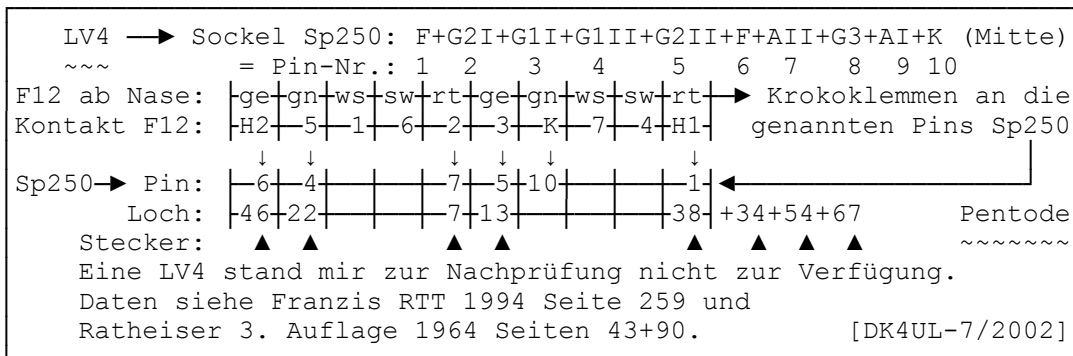 LV4 ──► Sockel Sp250: F+G2I+G1I+G1II+G2II+F+AII+G3+AI+K (Mitte)
~~~ = Pin-Nr.: 1 2 3 4 5 6 7 8 9 10
F12 ab Nase: ├ge┼gn┼ws┼sw┼rt┼ge┼gn┼ws┼sw┼rt┼─► Krokoklemmen an die
Kontakt F12: ├H2┼─5┼─1┼─6┼─2┼─3┼─K┼─7┼─4┼H1┤ genannten Pins Sp250
↓ ↓ ↓ ↓ ↓ ↓
Sp250─► Pin: ├─6┼─4┼──┼──┼─7┼─5┼10┼──┼──┼─1┤◄
Loch: ├46┼22┼──┼──┼─7┼13┼──┼──┼──┼38┤+34+54+67 Pentode
Stecker: ▲ ▲ ▲ ▲ ▲ ▲ ▲ ▲ ~~~~~~~
Eine LV4 stand mir zur Nachprüfung nicht zur Verfügung.
Daten siehe Franzis RTT 1994 Seite 259 und
Ratheiser 3. Auflage 1964 Seiten 43+90. [DK4UL-7/2002]